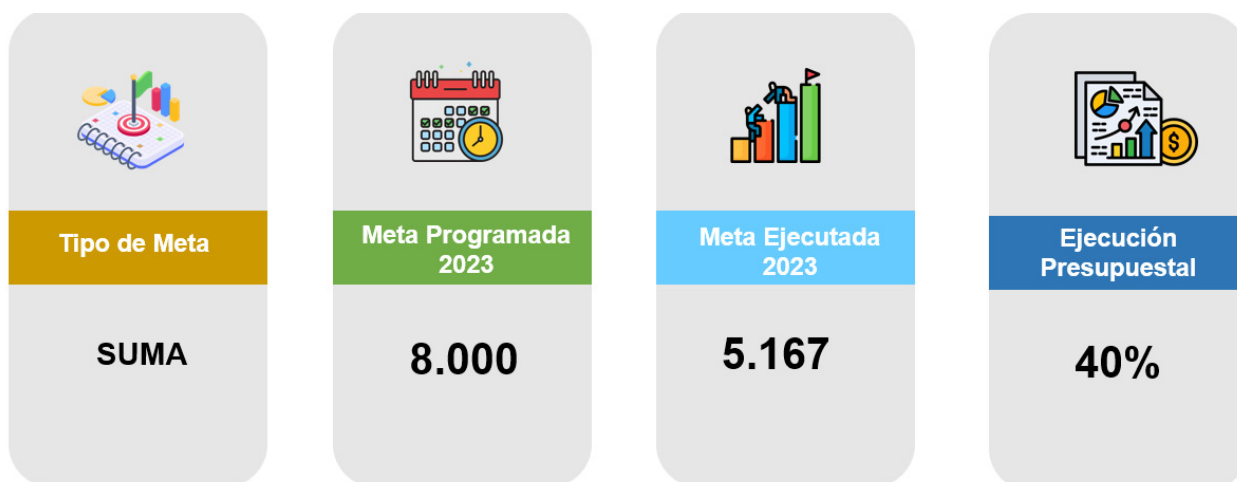 Tipo de Meta
SUMA
Meta Programada
2023
8.000
Meta Ejecutada
2023
5.167
Ejecución
Presupuestal
40%
$